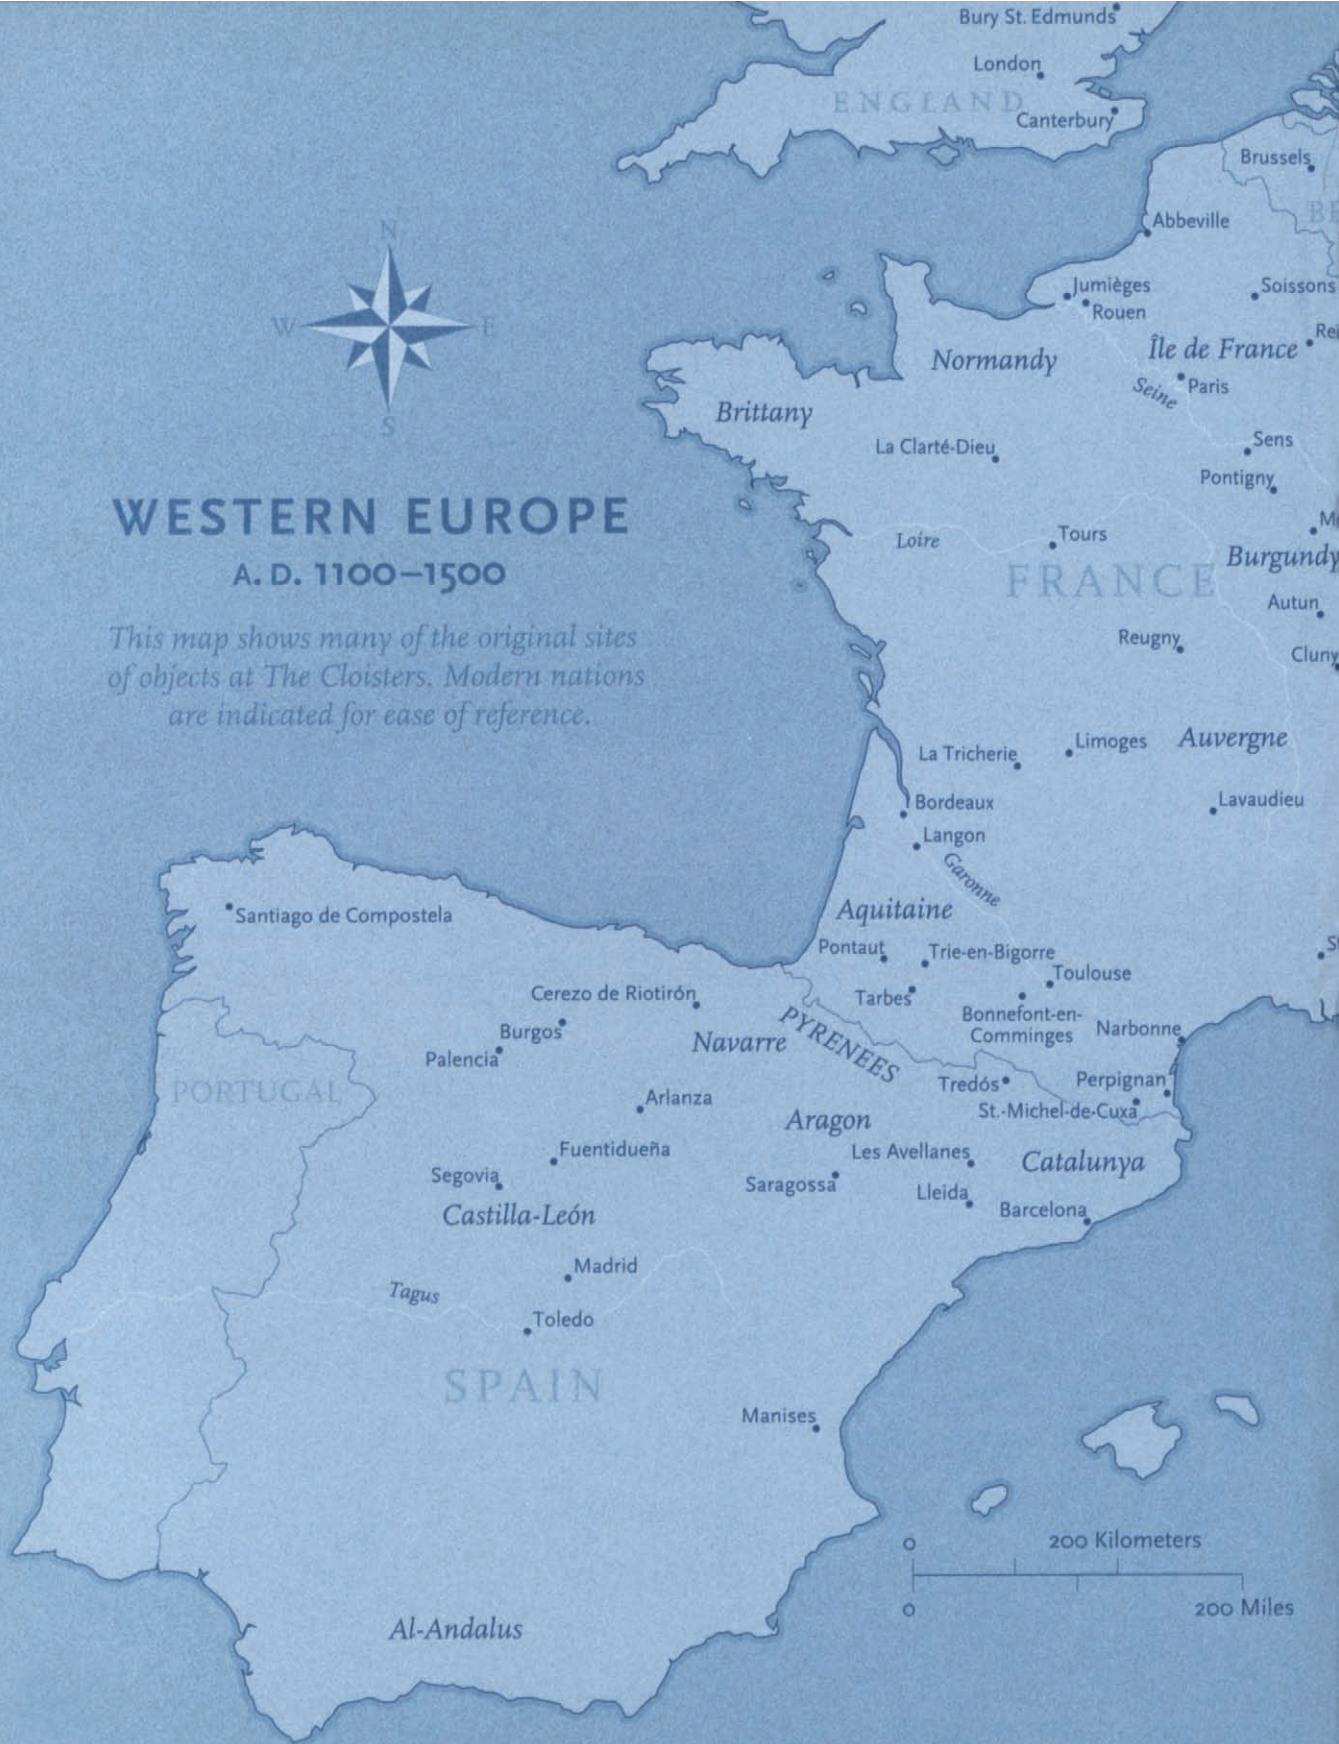 Bury St. Edmunds
London
ENGLAND
Canterbury
Brussels
Abbeville
N
W
E
S
Jumièges
Rouen
Soissons
Île de France
Normandy
Seine
Paris
Brittany
La Clarté-Dieu
Sens
Pontigny
WESTERN EUROPE
A. D. 1100–1500
This map shows many of the original sites
of objects at The Cloisters. Modern nations
are indicated for ease of reference.
Loire
Tours
FRANCE
Burgundy
Autun
Reugny
Cluny
La Tricherie
Limoges
Auvergne
Bordeaux
Lavaudieu
Langon
Garonne
Aquitaine
Santiago de Compostela
Pontaut
Trie-en-Bigorre
Toulouse
Tarbes
Bonnefont-en-
Comminges
Narbonne
Cerezo de Riotirón
Burgos
Palencia
Navarre
PYRENEES
PORTUGAL
Tredós
Perpignan
St.-Michel-de-Cuxa
Arlanza
Aragon
Fuentidueña
Les Avellanes
Catalunya
Segovia
Saragossa
Lleida
Castilla-León
Barcelona
Madrid
Tagus
Toledo
SPAIN
Manises
0 200 Kilometers
0 200 Miles
Al-Andalus